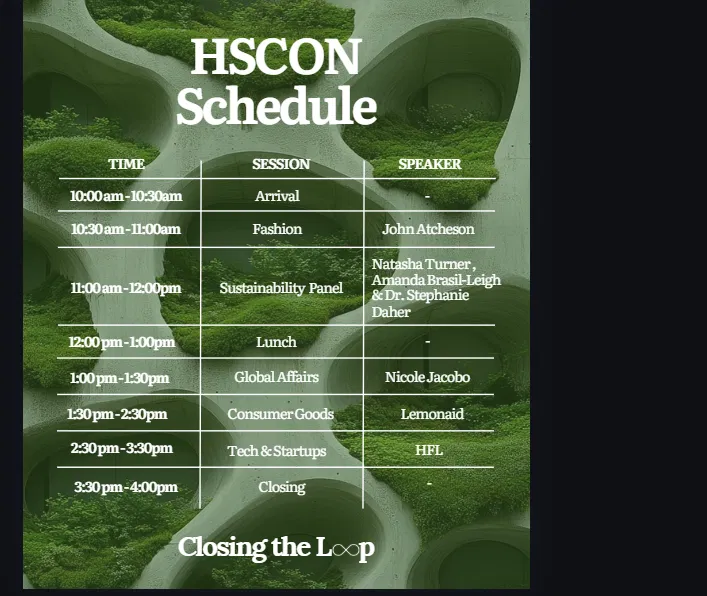 HSCON
Schedule
TIME SESSION SPEAKER
10:00am-10:30am Arrival -
10:30am-11:00am Fashion John Atcheson
11:00am-12:00pm Sustainability Panel Natasha Turner,
Amanda Brasil-Leigh
& Dr. Stephanie
Daher
12:00pm-1:00pm Lunch -
1:00pm-1:30pm Global Affairs Nicole Jacobo
1:30pm-2:30pm Consumer Goods Lemonaid
2:30pm-3:30pm Tech & Startups HFL
3:30pm-4:00pm Closing -
Closing the L∞p